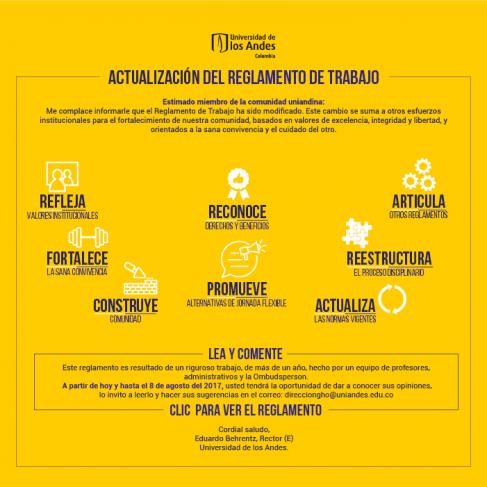 Universidad de
los Andes
Colombia
ACTUALIZACIÓN DEL REGLAMENTO DE TRABAJO
Estimado miembro de la comunidad uniandina:
Me complace informarle que el Reglamento de Trabajo ha sido modificado. Este cambio se suma a otros esfuerzos
institucionales para el fortalecimiento de nuestra comunidad, basados en valores de excelencia, integridad y libertad, y
orientados a la sana convivencia y el cuidado del otro.
REFLEJA
VALORES INSTITUCIONALES
RECONOCE
DERECHOS Y BENEFICIOS
ARTICULA
OTROS REGLAMENTOS
FORTALECE
LA SANA CONVIVENCIA
REESTRUCTURA
EL PROCESO DISCIPLINARIO
CONSTRUYE
COMUNIDAD
PROMUEVE
ALTERNATIVAS DE JORNADA FLEXIBLE
ACTUALIZA
LAS NORMAS VIGENTES
LEA Y COMENTE
Este reglamento es resultado de un riguroso trabajo, de más de un año, hecho por un equipo de profesores,
administrativos y la Ombudsperson.
A partir de hoy y hasta el 8 de agosto del 2017, usted tendrá la oportunidad de dar a conocer sus opiniones,
lo invito a leerlo y hacer sus sugerencias en el correo: direcciongho@uniandes.edu.co
CLIC PARA VER EL REGLAMENTO
Cordial saludo,
Eduardo Behrentz, Rector (E)
Universidad de los Andes.